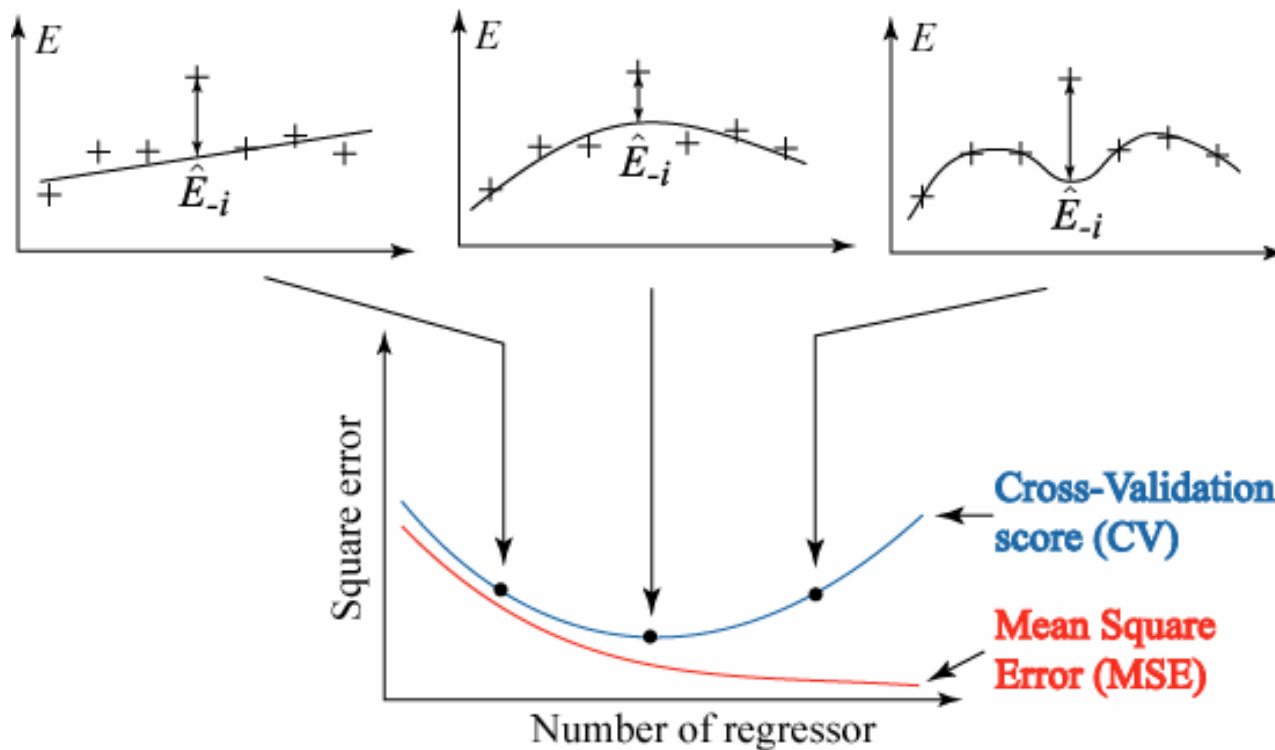 E
Ê-i
E
Ê-i
E
Ê-i
Square error
Number of regressor
Cross-Validation
score (CV)
Mean Square
Error (MSE)